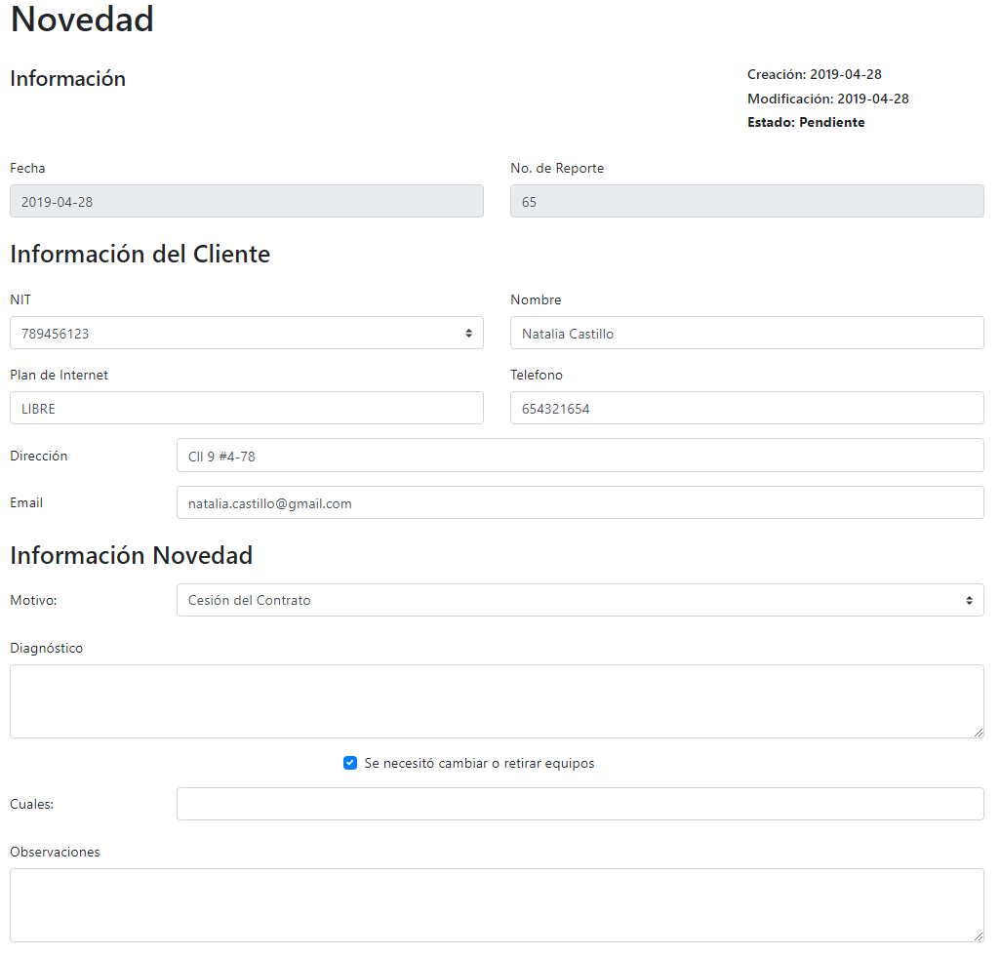 Novedad
Información
Creación: 2019-04-28
Modificación: 2019-04-28
Estado: Pendiente
Fecha
No. de Reporte
2019-04-28
65
Información del Cliente
NIT
Nombre
789456123
Natalia Castillo
Plan de Internet
Telefono
LIBRE
654321654
Dirección
Cll 9 #4-78
Email
natalia.castillo@gmail.com
Información Novedad
Motivo:
Cesión del Contrato
Diagnóstico
Se necesitó cambiar o retirar equipos
Cuales:
Observaciones